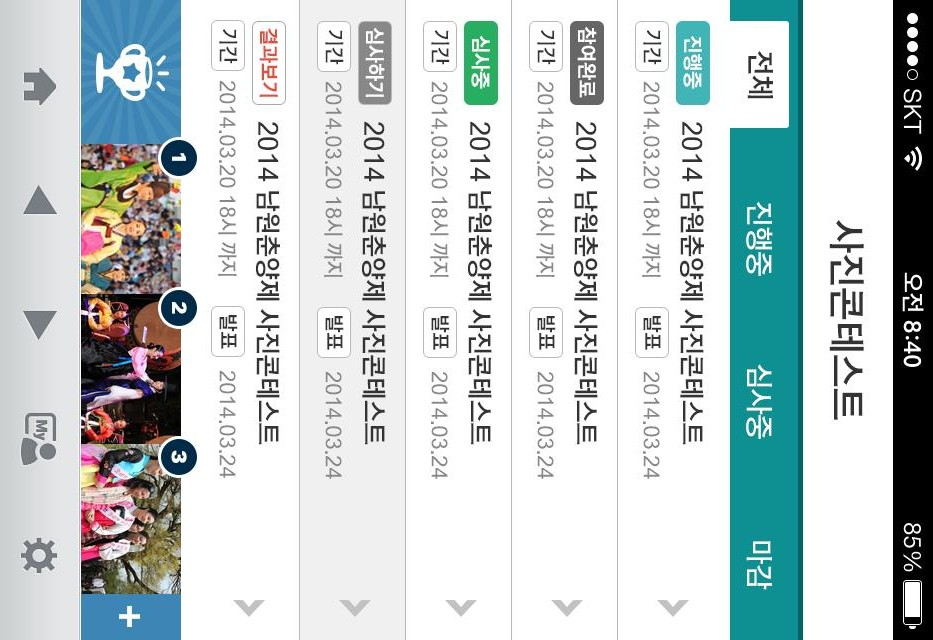 SKT 오전 8:40 85%
사진콘테스트
전체 진행중 심사중 마감
진행중 2014 남원춘양제 사진콘테스트
기간 2014.03.20 18시 까지 발표 2014.03.24
참여완료 2014 남원춘양제 사진콘테스트
기간 2014.03.20 18시 까지 발표 2014.03.24
심사중 2014 남원춘양제 사진콘테스트
기간 2014.03.20 18시 까지 발표 2014.03.24
심사하기 2014 남원춘양제 사진콘테스트
기간 2014.03.20 18시 까지 발표 2014.03.24
결과보기 2014 남원춘양제 사진콘테스트
기간 2014.03.20 18시 까지 발표 2014.03.24
1 2 3 +
My